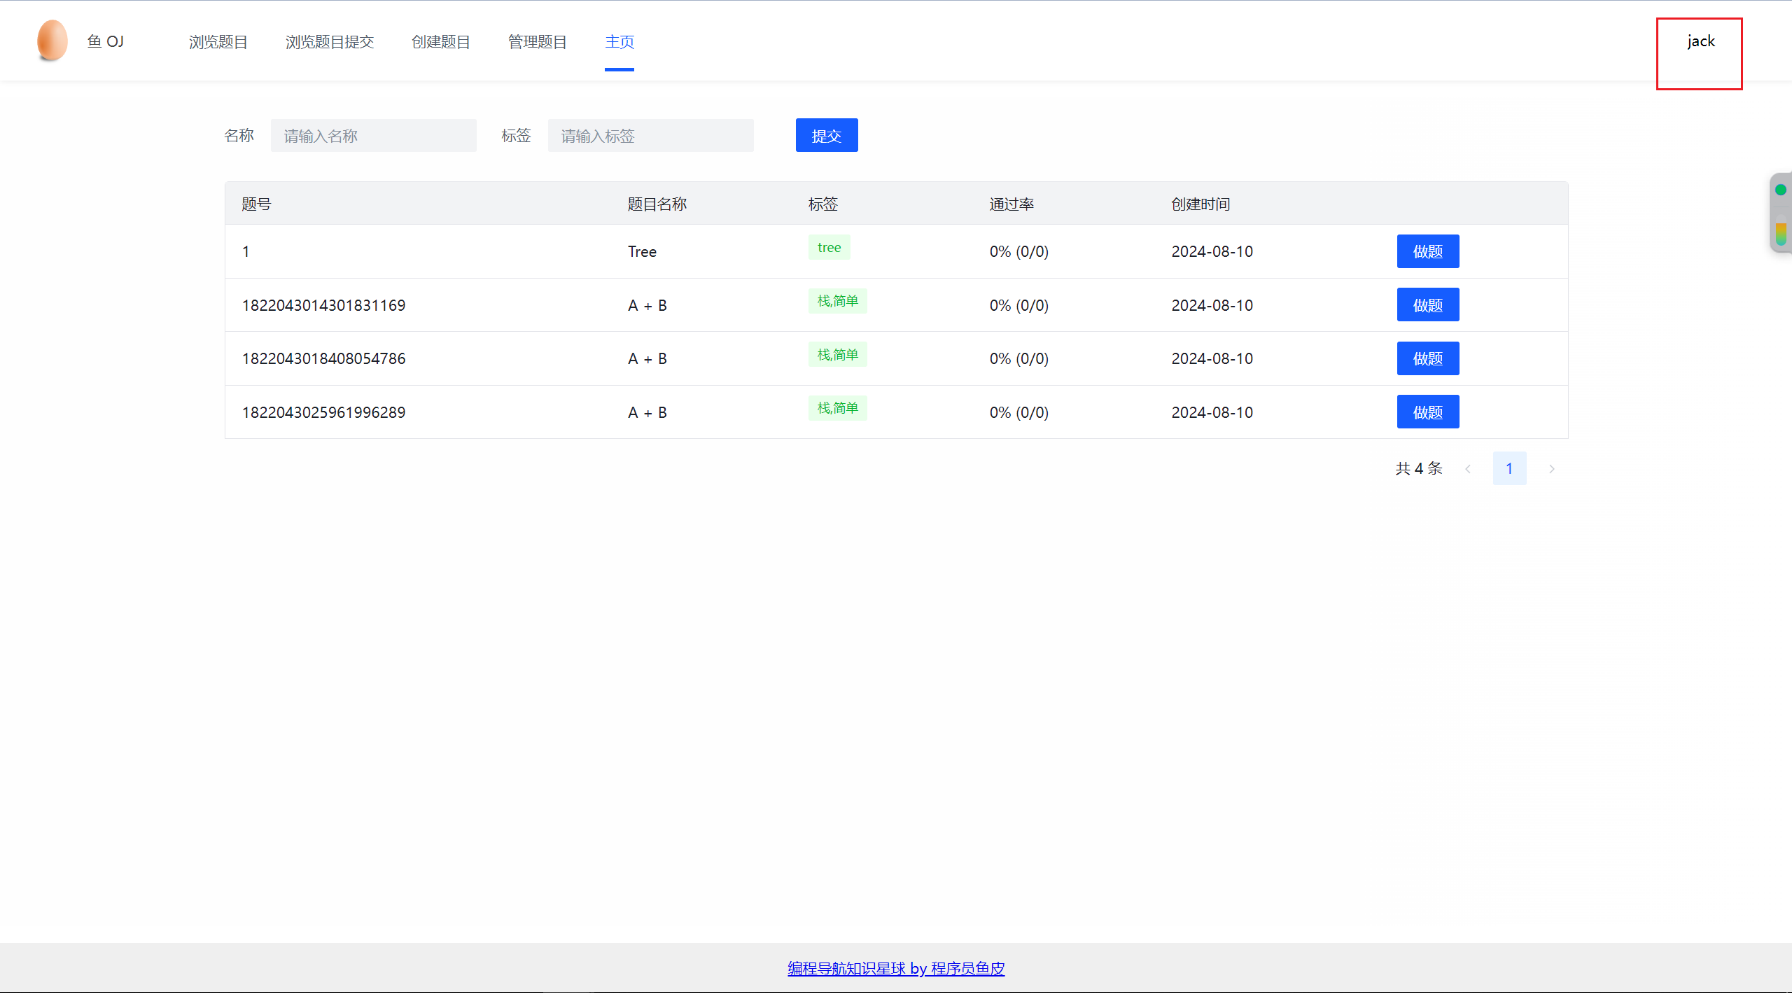 鱼 OJ 浏览题目 浏览题目提交 创建题目 管理题目 主页 jack
名称 请输入名称 标签 请输入标签 提交
题号 题目名称 标签 通过率 创建时间
1 Tree tree 0% (0/0) 2024-08-10 做题
1822043014301831169 A + B 栈,简单 0% (0/0) 2024-08-10 做题
1822043018408054786 A + B 栈,简单 0% (0/0) 2024-08-10 做题
1822043025961996289 A + B 栈,简单 0% (0/0) 2024-08-10 做题
共 4 条 1
编程导航知识星球 by 程序员鱼皮